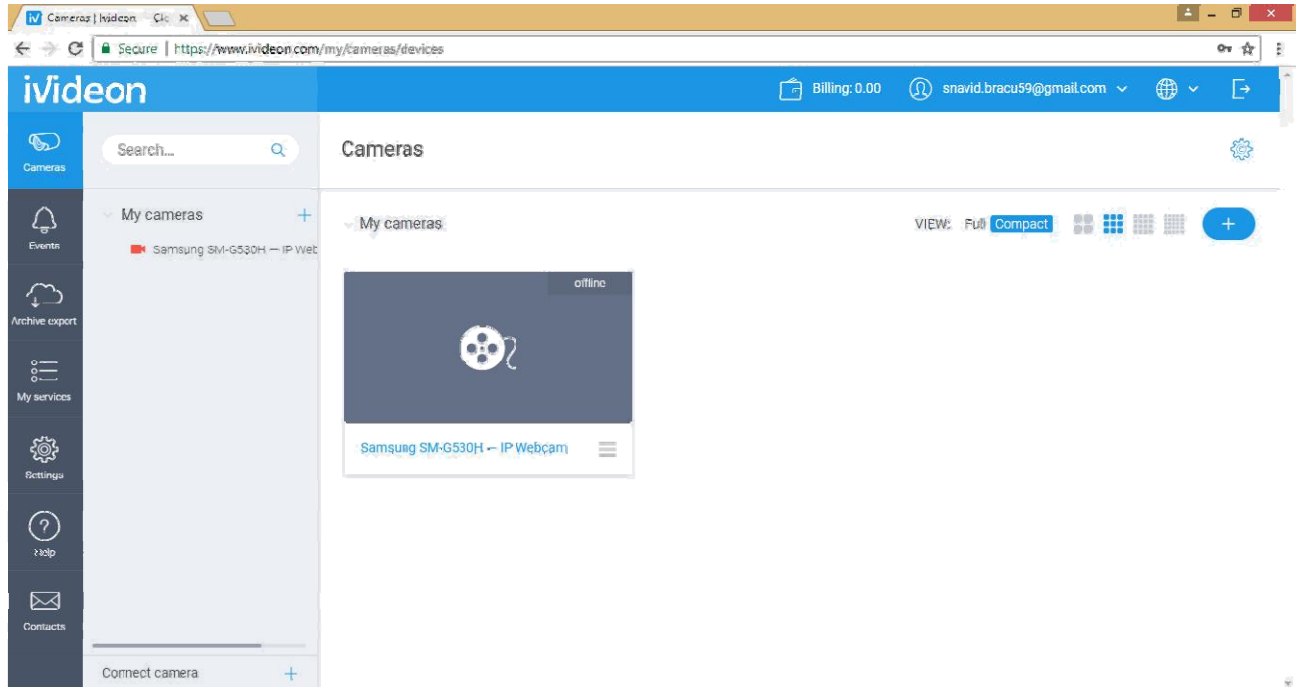 Cameras | Ivideon
Secure | https://www.ivideon.com/my/cameras/devices
iVideon
Billing: 0.00
snavid.bracu59@gmail.com
Cameras
Search...
Cameras
Events
My cameras
Samsung SM-G530H — IP Wet
My cameras
VIEW: Full Compact
offline
Archive export
My services
Samsung SM-G530H — IP Webcam
Settings
Help
Contacts
Connect camera